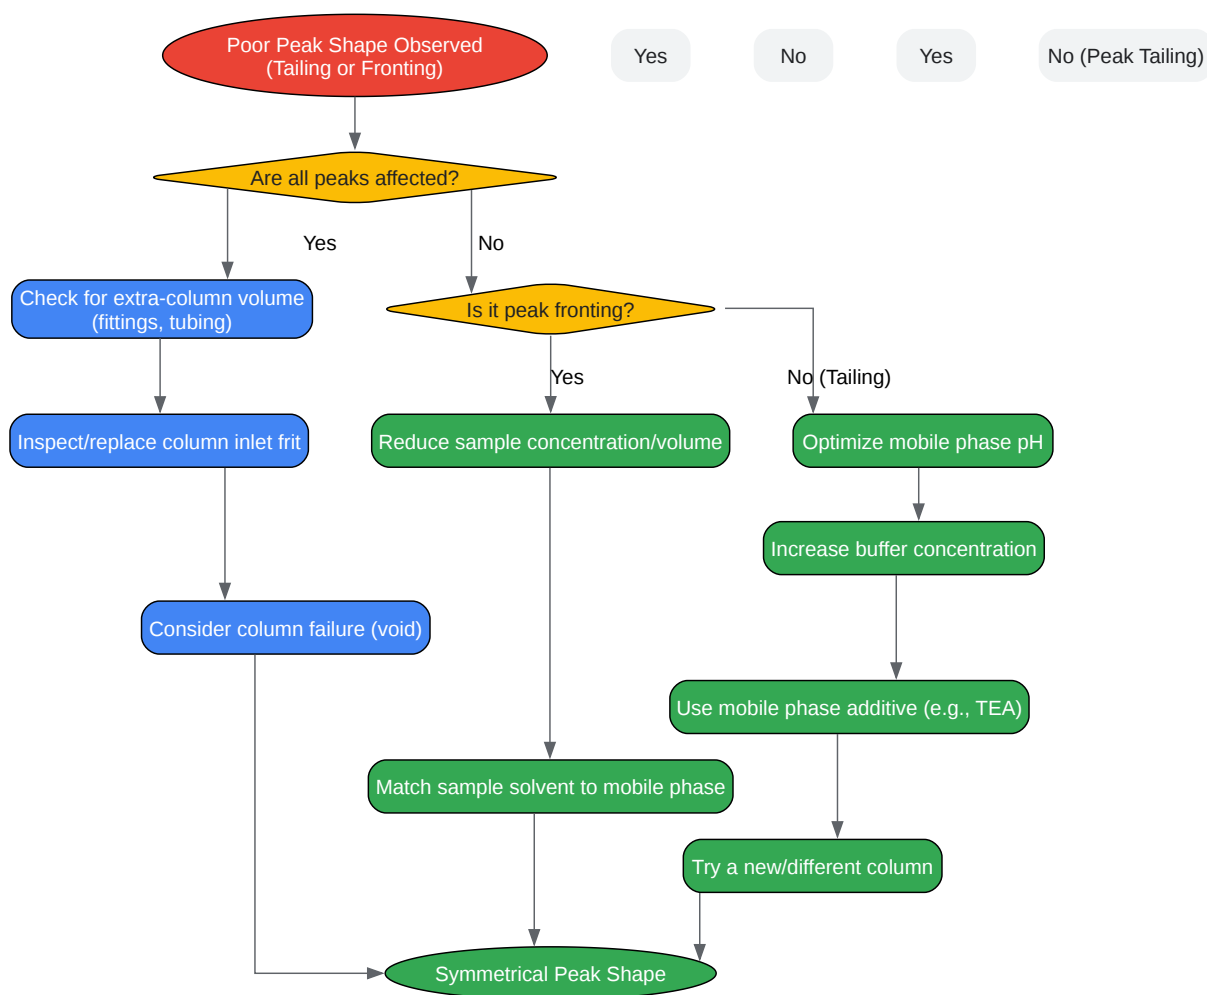 Poor Peak Shape Observed
(Tailing or Fronting)
Yes
No
Yes
No (Peak Tailing)
Are all peaks affected?
Yes
No
Check for extra-column volume
(fittings, tubing)
Is it peak fronting?
Yes
No (Tailing)
Inspect/replace column inlet frit
Reduce sample concentration/volume
Optimize mobile phase pH
Increase buffer concentration
Consider column failure (void)
Use mobile phase additive (e.g., TEA)
Match sample solvent to mobile phase
Try a new/different column
Symmetrical Peak Shape